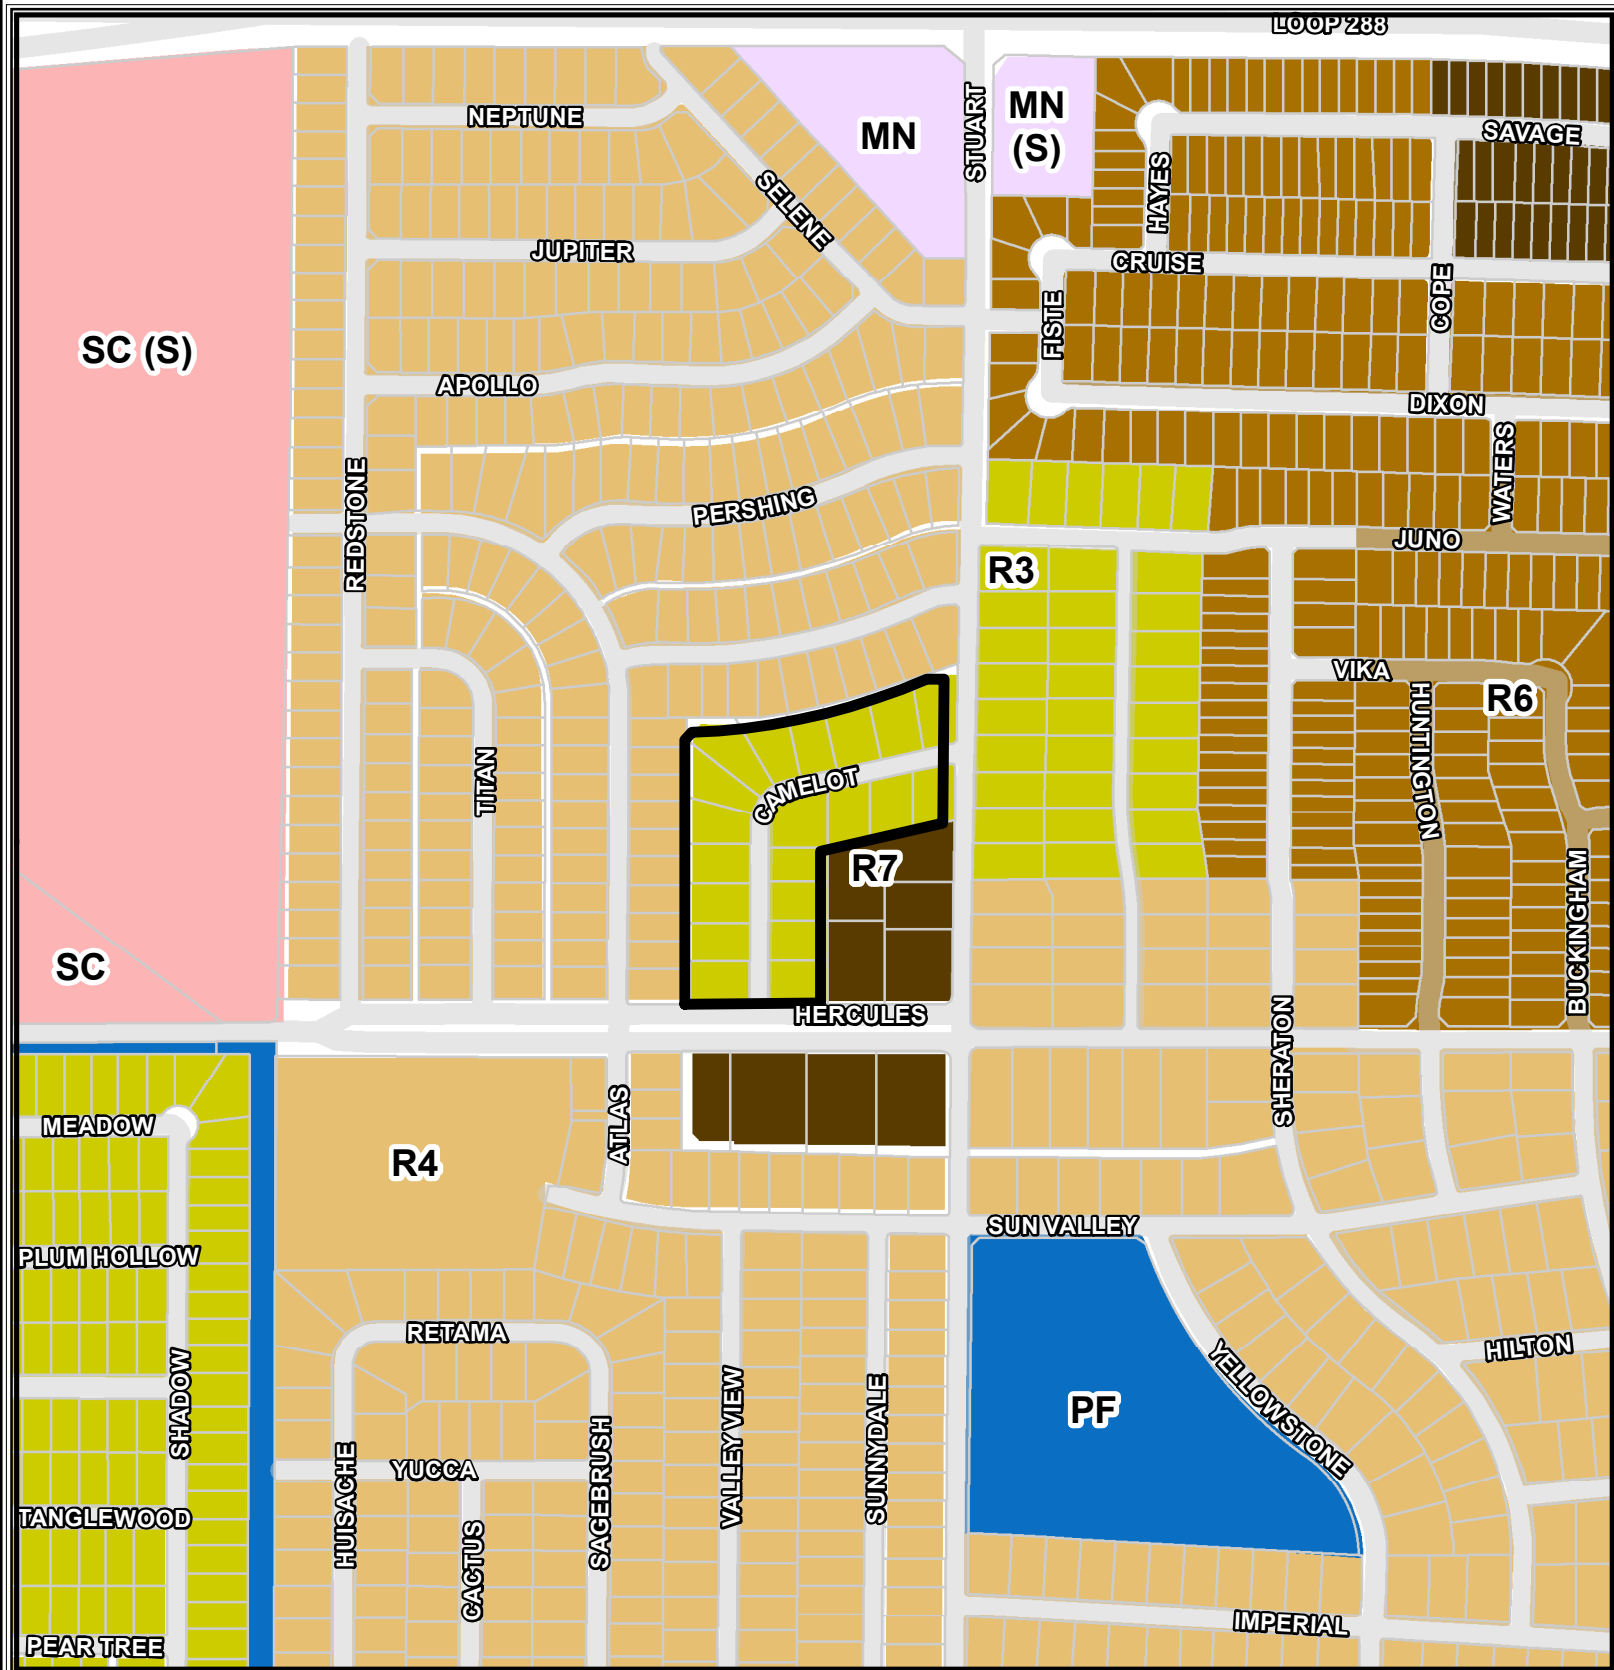 LOOP 288
NEPTUNE
STUART
MN
MN
(S)
SAVAGE
HAYES
SELENE
JUPITER
CRUISE
COPE
FISTE
SC (S)
APOLLO
DIXON
WATERS
REDSTONE
PERSHING
JUNO
R3
VIKA
R6
HUNTINGTON
TITAN
CAMELOT
R7
BUCKINGHAM
SC
HERCULES
SHERATON
MEADOW
ATLAS
R4
PLUM HOLLOW
SUN VALLEY
RETAMA
SHADOW
HILTON
YELLOWSTONE
PF
VALLEY VIEW
SUNNYDALE
HUISACHE
YUCCA
SAGEBRUSH
TANGLEWOOD
CACTUS
IMPERIAL
PEAR TREE